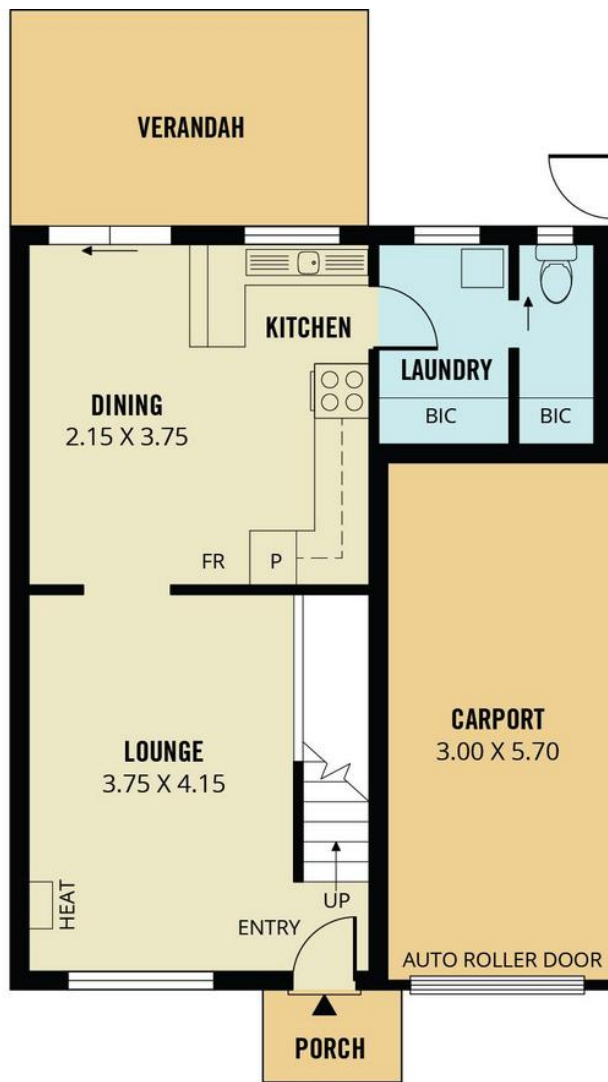 VERANDAH
KITCHEN
LAUNDRY
DINING
2.15 X 3.75
BIC
BIC
FR
P
LOUNGE
3.75 X 4.15
CARPORT
3.00 X 5.70
HEAT
UP
ENTRY
AUTO ROLLER DOOR
PORCH